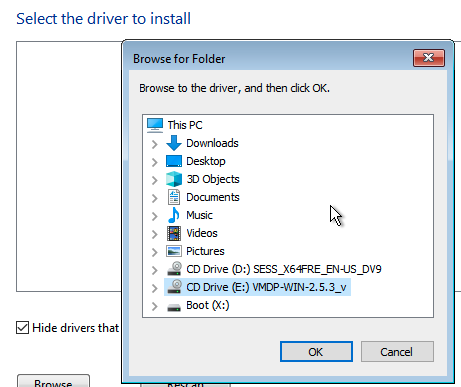 Select the driver to install
Browse for Folder
Browse to the driver, and then click OK.
This PC
Downloads
Desktop
3D Objects
Documents
Music
Videos
Pictures
CD Drive (D:) SESS_X64FRE_EN-US_DV9
CD Drive (E:) VMDP-WIN-2.5.3_v
Boot (X:)
Hide drivers that
OK
Cancel
Browse
Rescan